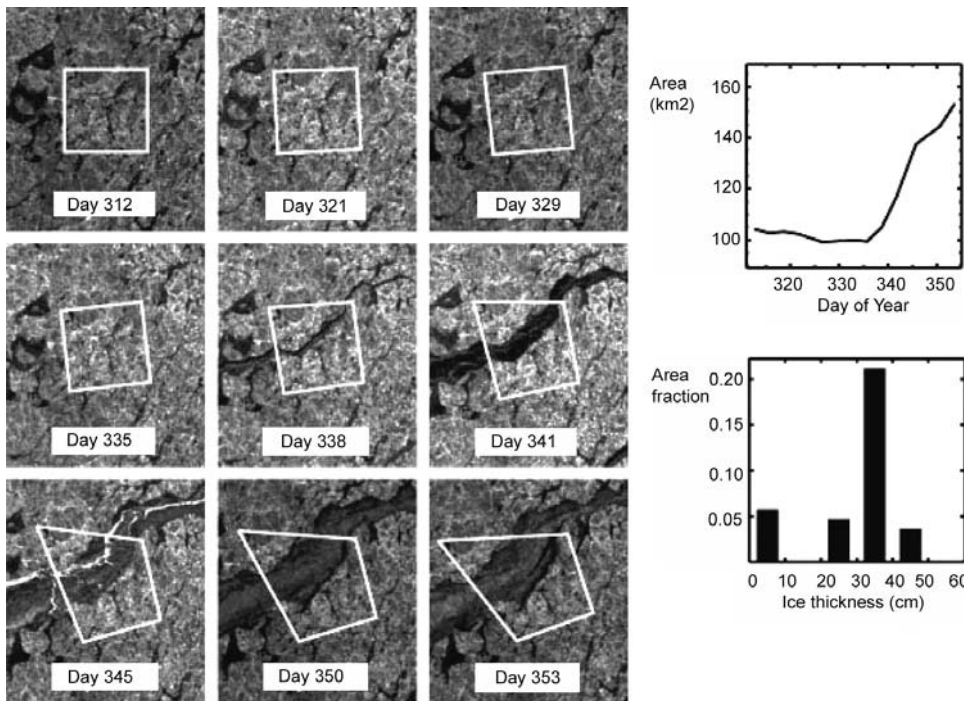 Day 312
Day 321
Day 329
Day 335
Day 338
Day 341
Day 345
Day 350
Day 353
Area
(km2)
160
140
120
100
320
330
340
350
Day of Year
Area
fraction
0.20
0.15
0.10
0.05
0
10
20
30
40
50
60
Ice thickness (cm)